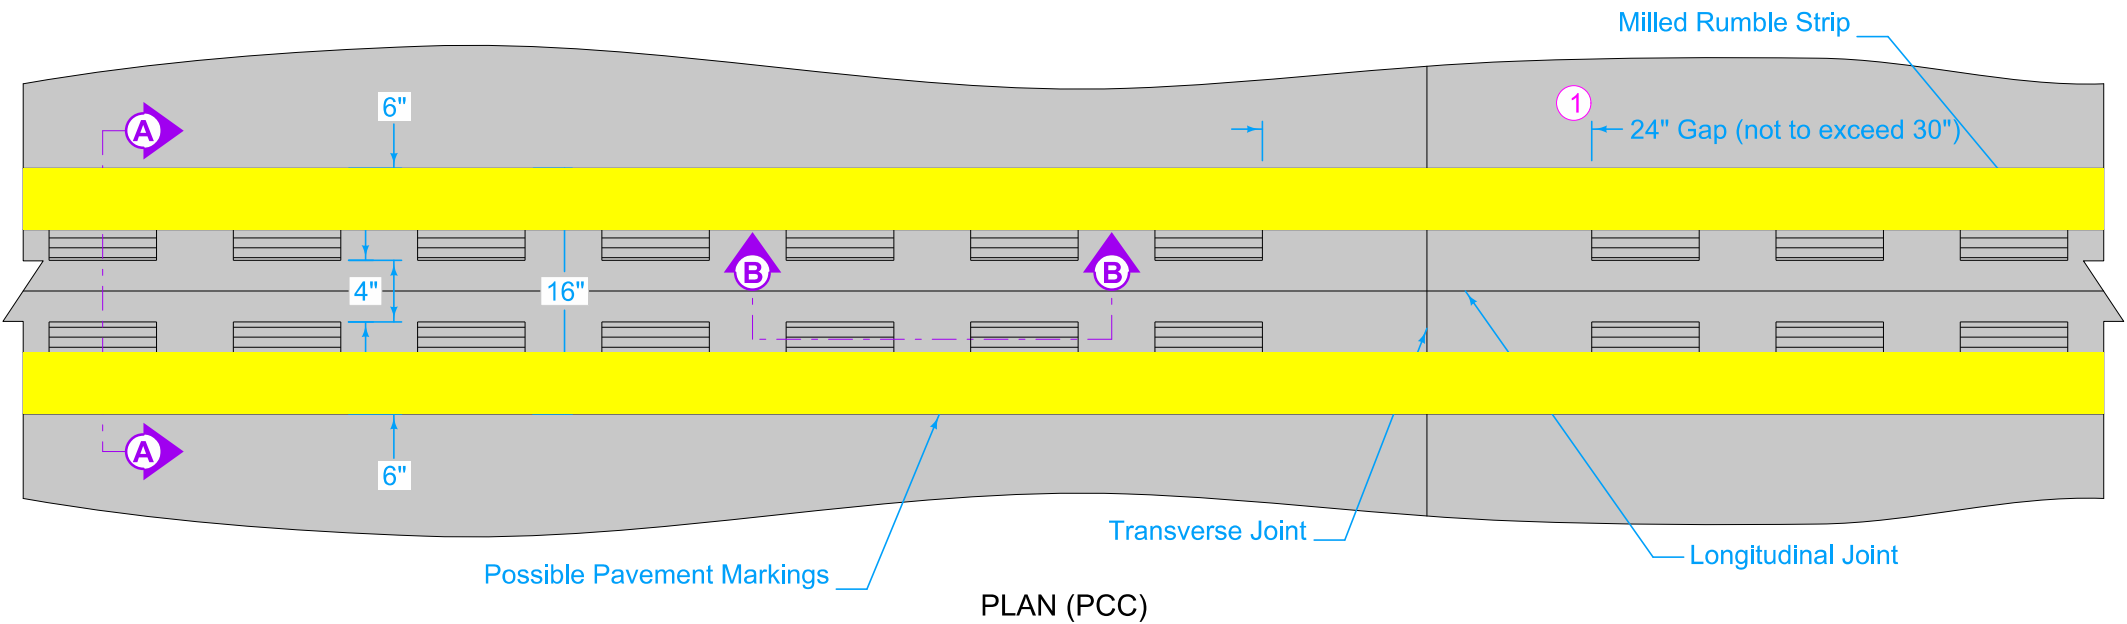 Milled Rumble Strip
6"
1
A
24" Gap (not to exceed 30")
B
B
4"
16"
A
6"
Transverse Joint
Longitudinal Joint
Possible Pavement Markings
PLAN (PCC)